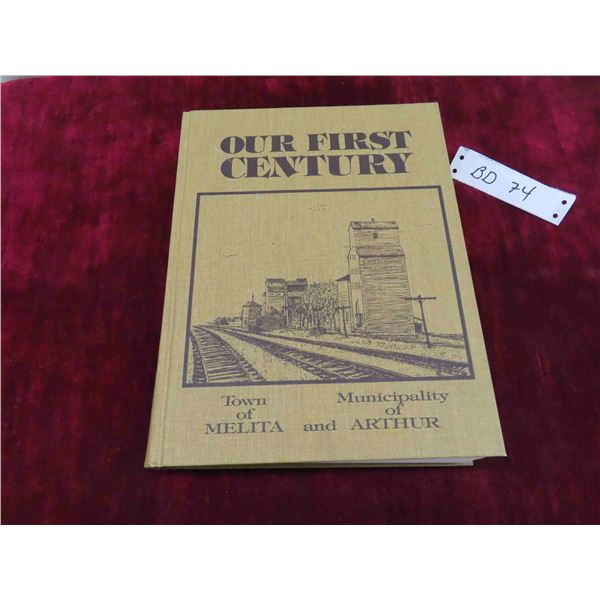 OUR FIRST
CENTURY
Town
of
MELITA
and
Municipality
of
ARTHUR
BD 74